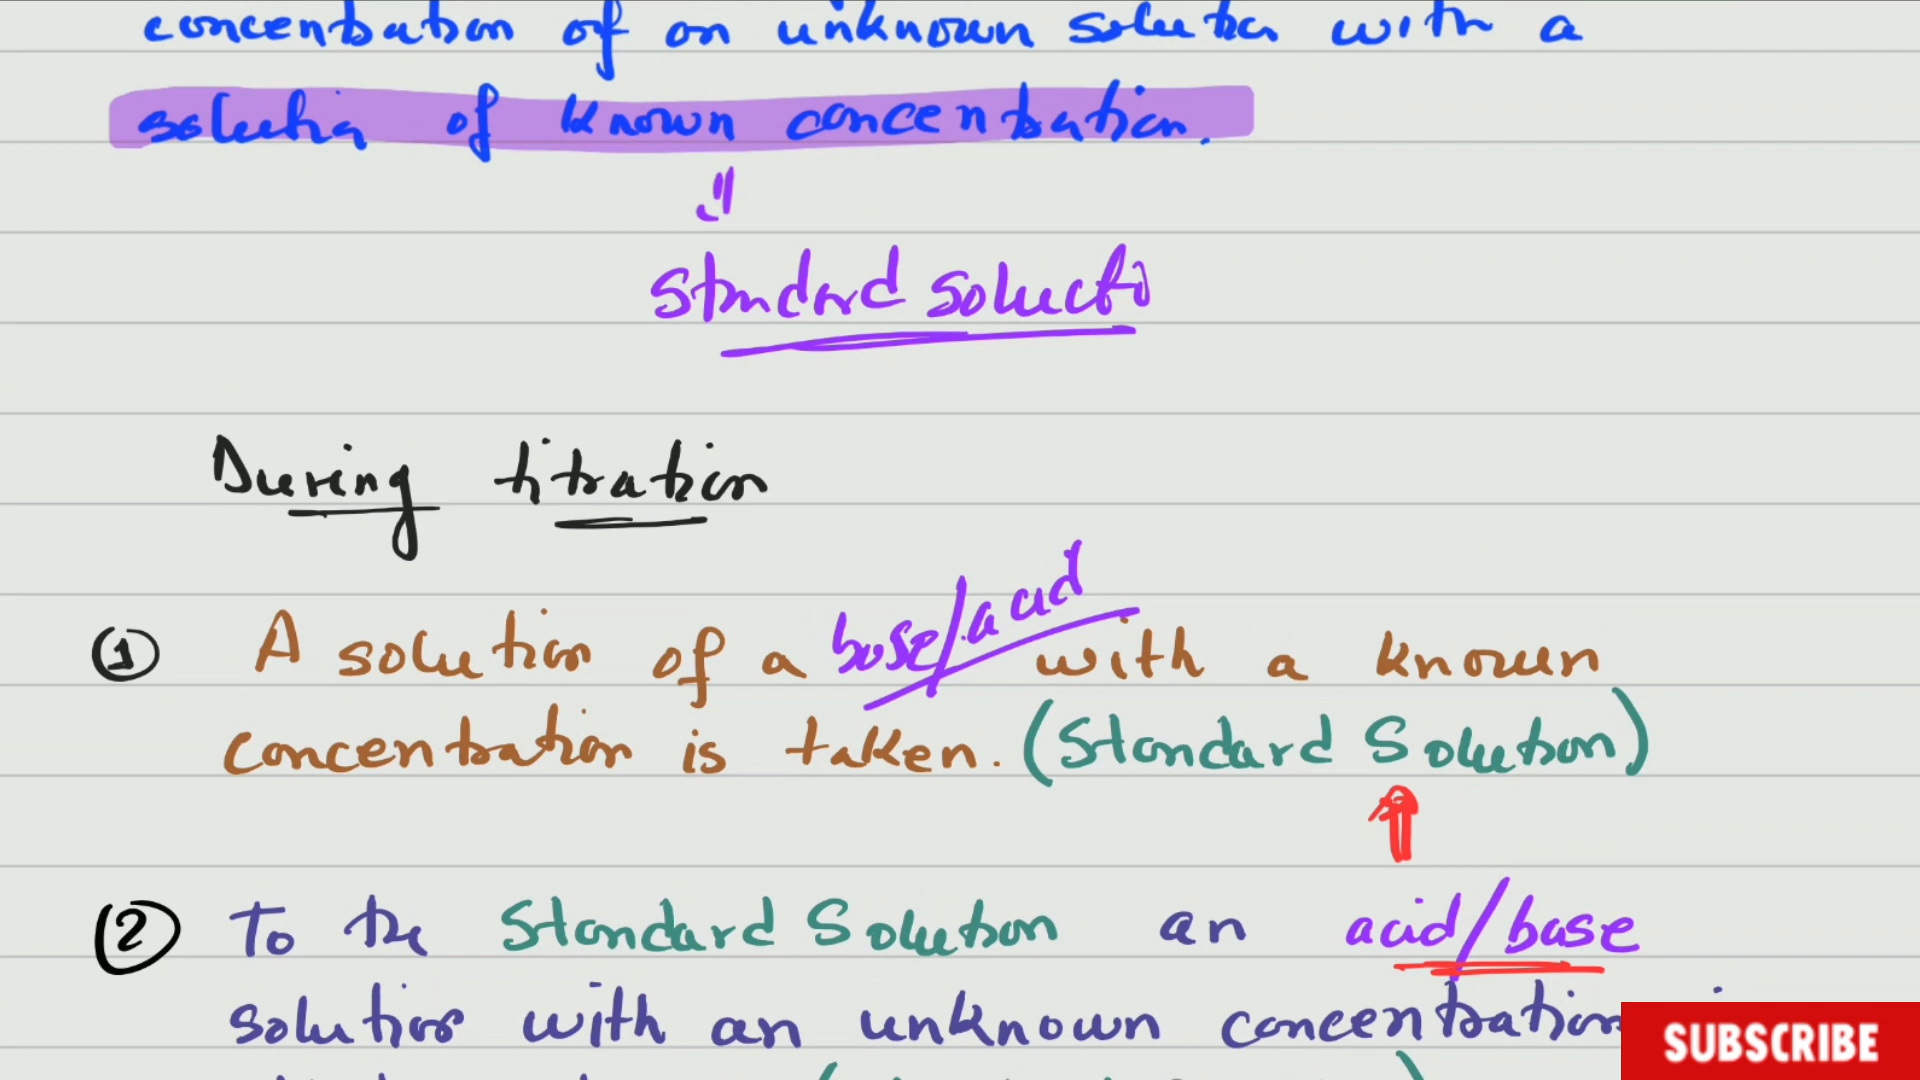 concentration of an unknown solution with a
solution of known concentration.
Standard soluti
During titration
base/acid
① A solution of a with a known
concentration is taken. (Standard Solution)
② To the Standard Solution an acid/base
solution with an unknown concentration
SUBSCRIBE